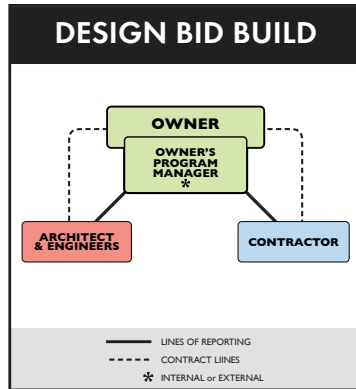 DESIGN BID BUILD
OWNER
OWNER'S
PROGRAM
MANAGER
*
ARCHITECT
& ENGINEERS
CONTRACTOR
LINES OF REPORTING
CONTRACT LIINES
* INTERNAL or EXTERNAL